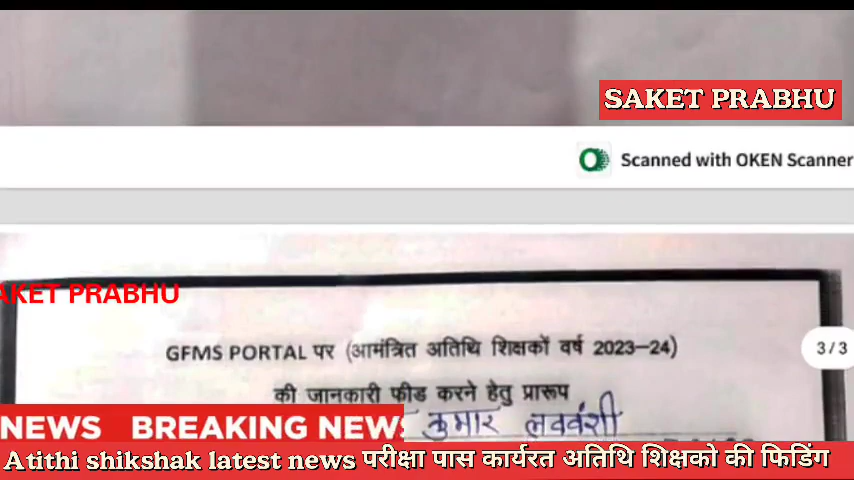 SAKET PRABHU
Scanned with OKEN Scanner
AKET PRABHU
GFMS PORTAL पर (आमंत्रित अतिथि शिक्षकों वर्ष 2023–24)
3/3
की जानकारी फीड करने हेतु प्रारूप
NEWS BREAKING NEWS
कुमार लववंशी
Atithi shikshak latest news परीक्षा पास कार्यरत अतिथि शिक्षको की फिडिंग